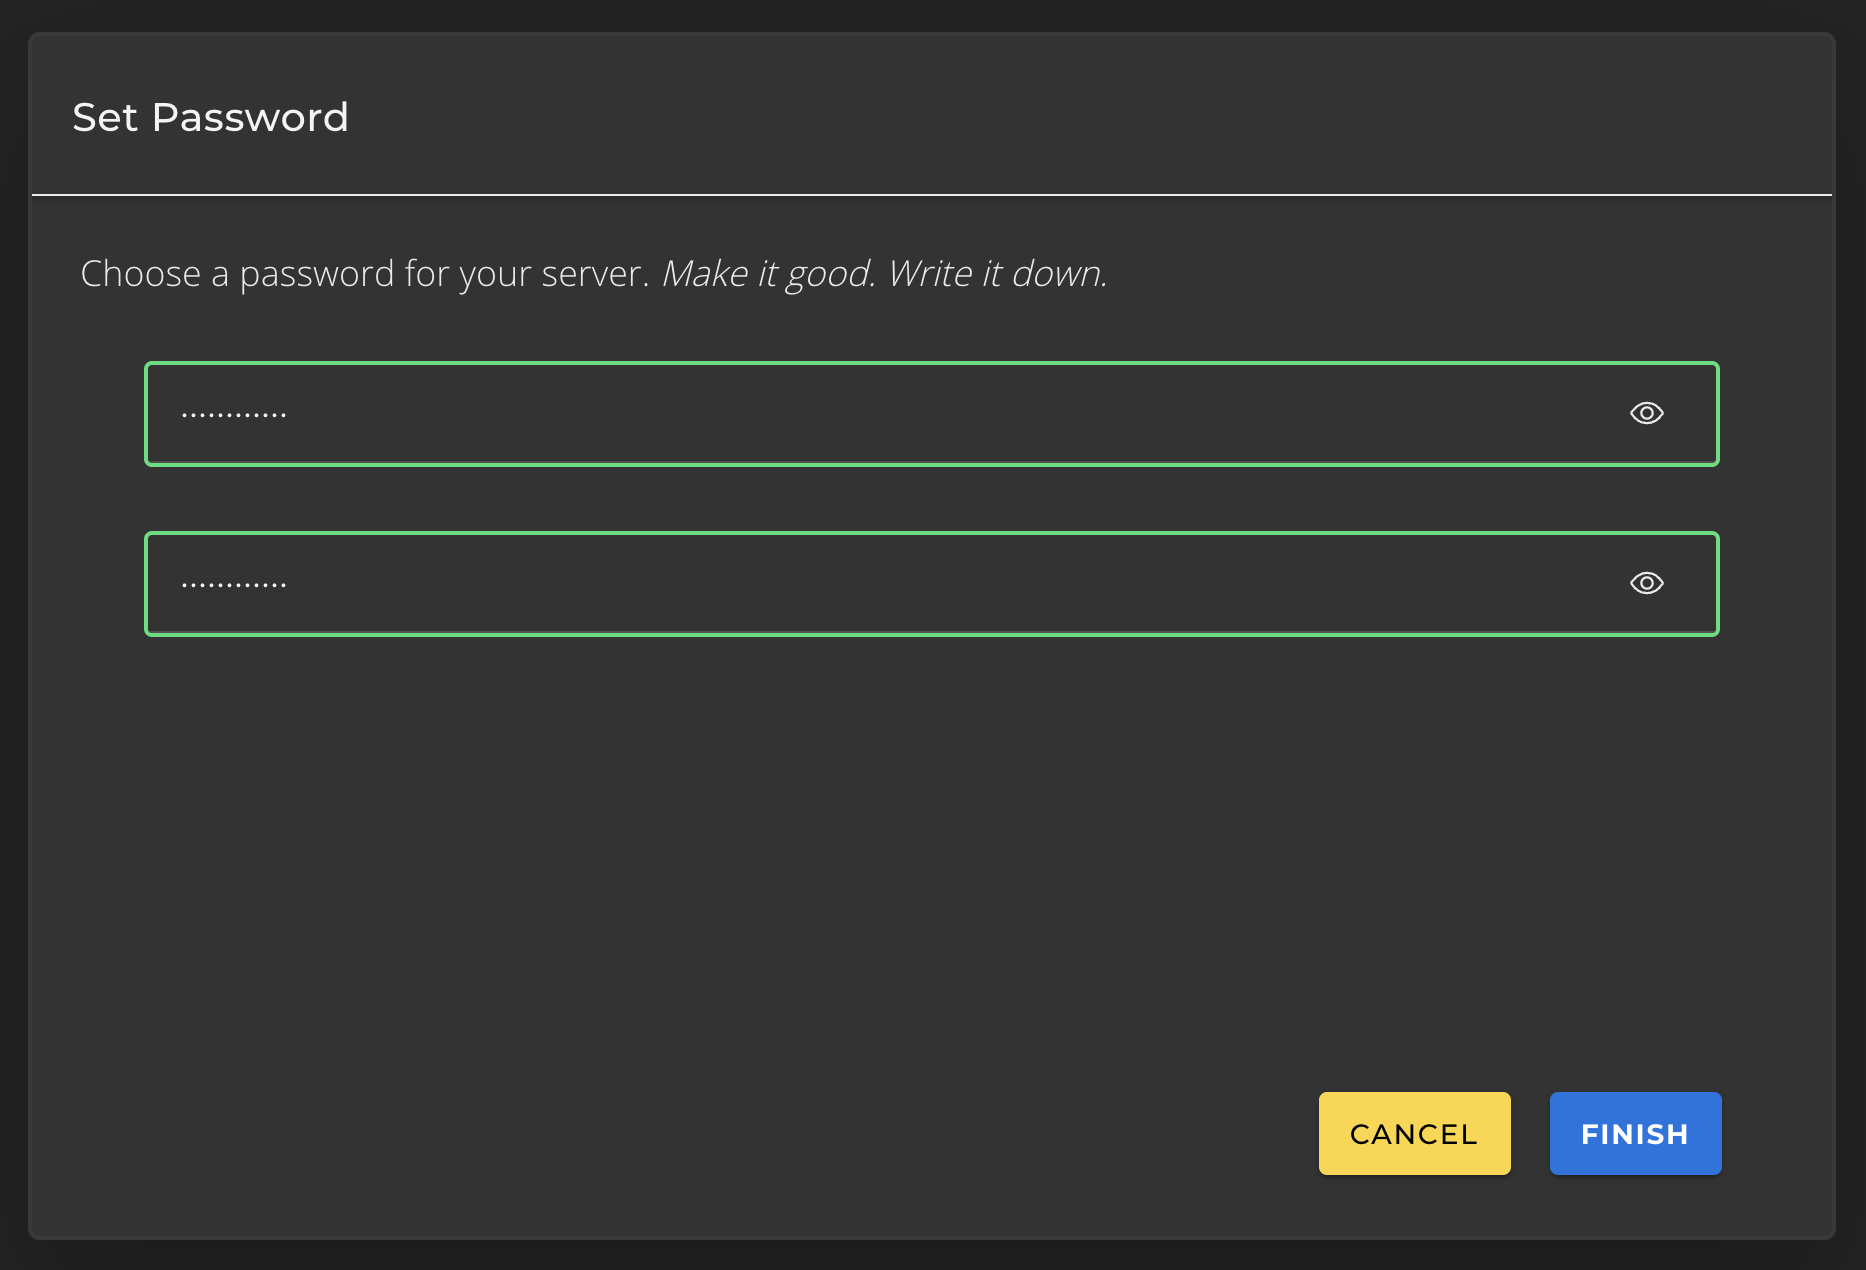 Set Password
Choose a password for your server. Make it good. Write it down.
............
............
CANCEL
FINISH